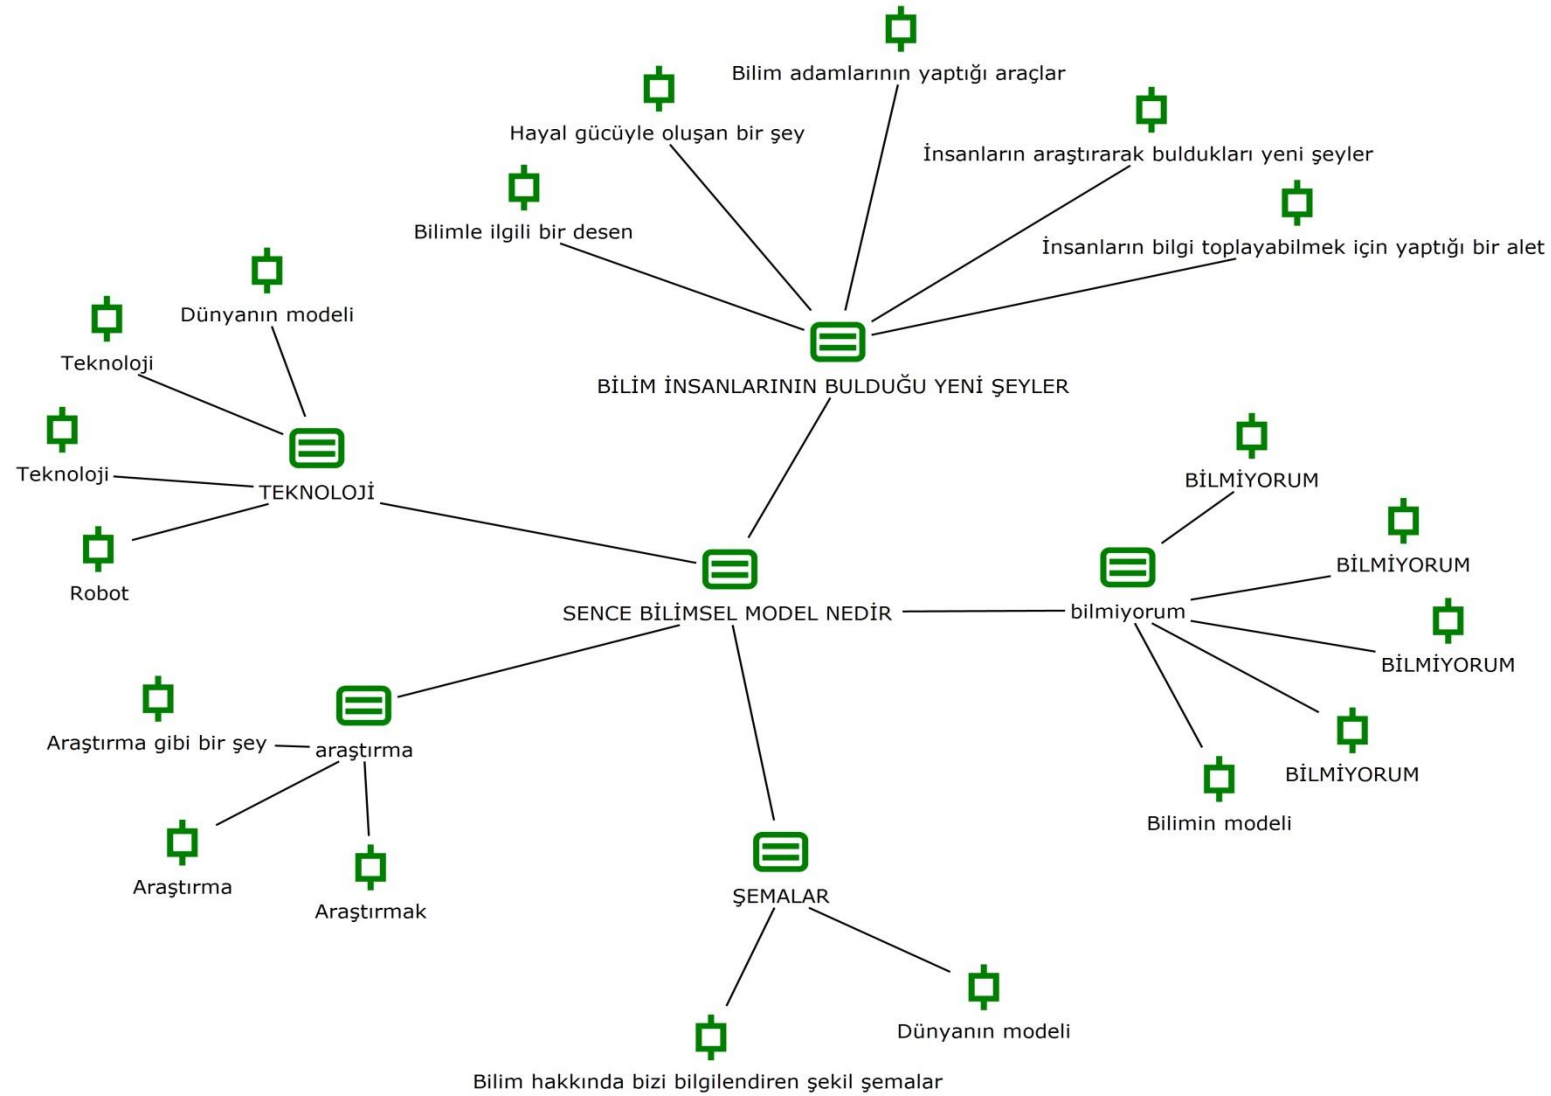 Bilim adamlarının yaptığı araçlar
Hayal gücüyle oluşan bir şey
İnsanların araştırarak buldukları yeni şeyler
Bilimle ilgili bir desen
İnsanların bilgi toplayabilmek için yaptığı bir alet
Dünyanın modeli
Teknoloji
BİLİM İNSANLARININ BULDUĞU YENİ ŞEYLER
Teknoloji
BİLMİYORUM
TEKNOLOJİ
BİLMİYORUM
Robot
SENCE BİLİMSEL MODEL NEDİR
bilmiyorum
BİLMİYORUM
Araştırma gibi bir şey
araştırma
BİLMİYORUM
Bilimin modeli
Araştırma
ŞEMALAR
Araştırmak
Dünyanın modeli
Bilim hakkında bizi bilgilendiren şekil şemalar